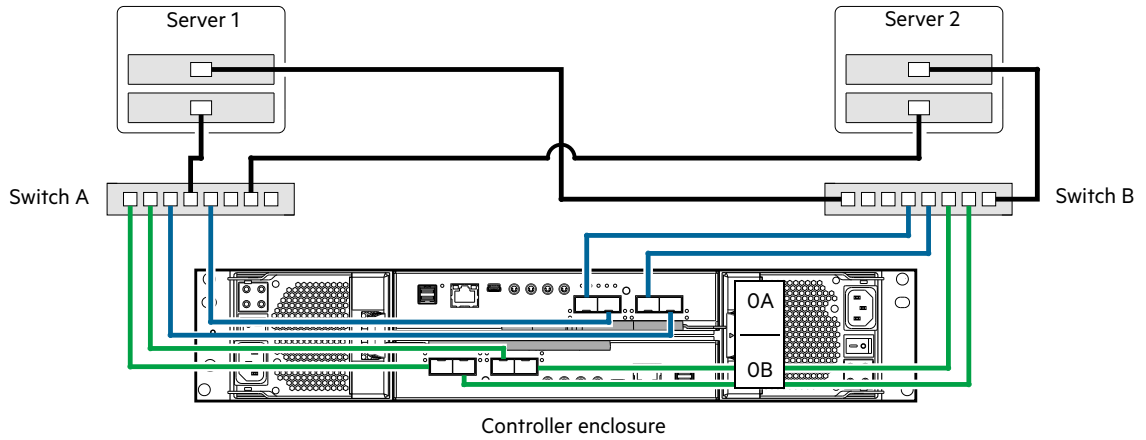 Server 1
Server 2
Switch A
Switch B
0A
0B
Controller enclosure